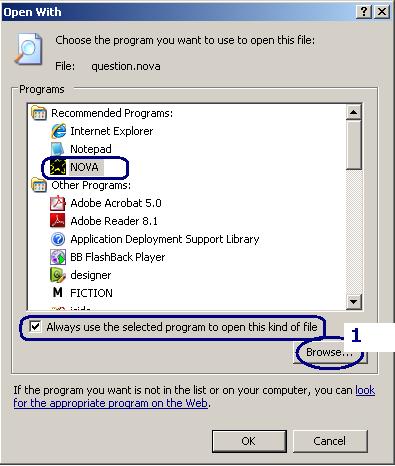 Open With
Choose the program you want to use to open this file:
File: question.nova
Programs
Recommended Programs:
Internet Explorer
Notepad
NOVA
Other Programs:
Adobe Acrobat 5.0
Adobe Reader 8.1
Application Deployment Support Library
BB FlashBack Player
designer
FICTION
Always use the selected program to open this kind of file
1
Browse...
If the program you want is not in the list or on your computer, you can look
for the appropriate program on the Web.
OK
Cancel